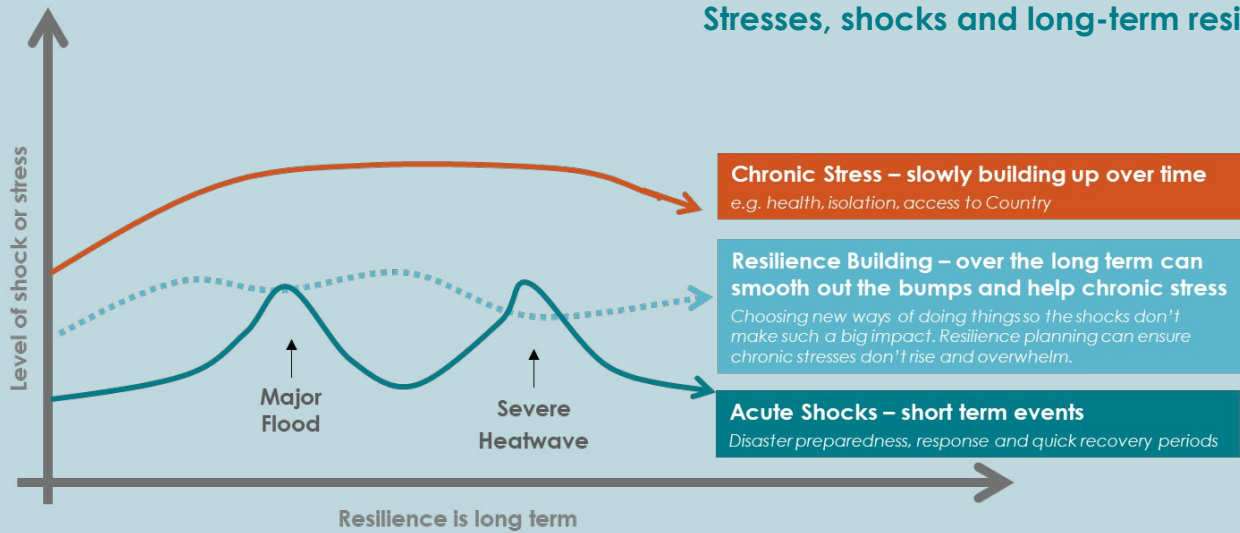 Stresses, shocks and long-term resi
Level of shock or stress
Chronic Stress – slowly building up over time
e.g. health, isolation, access to Country
Resilience Building – over the long term can
smooth out the bumps and help chronic stress
Choosing new ways of doing things so the shocks don't
make such a big impact. Resilience planning can ensure
chronic stresses don't rise and overwhelm.
Major
Flood
Severe
Heatwave
Acute Shocks – short term events
Disaster preparedness, response and quick recovery periods
Resilience is long term